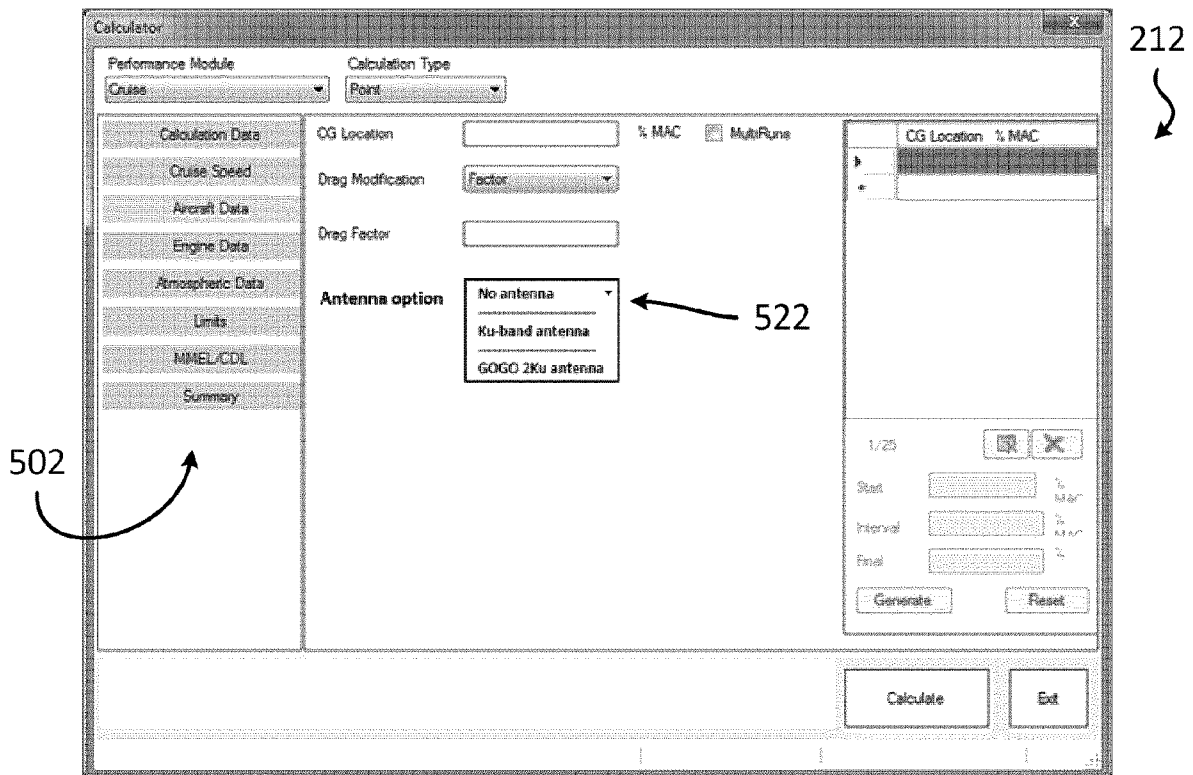 Calculator
X
212
Performance Module
Calculation Type
Cruise
Point
Calculation Data
Cruise Speed
Aircraft Data
Engine Data
Atmospheric Data
Limits
MMEL/CDL
Summary
CG Location
% MAC
MultiRuns
Drag Modification
Factor
Drag Factor
Antenna option
No antenna
Ku-band antenna
GOGO 2Ku antenna
522
502
CG Location % MAC
1/25
Start
%
MAC
Interval
%
MAC
Final
%
Generate
Reset
Calculate
Exit